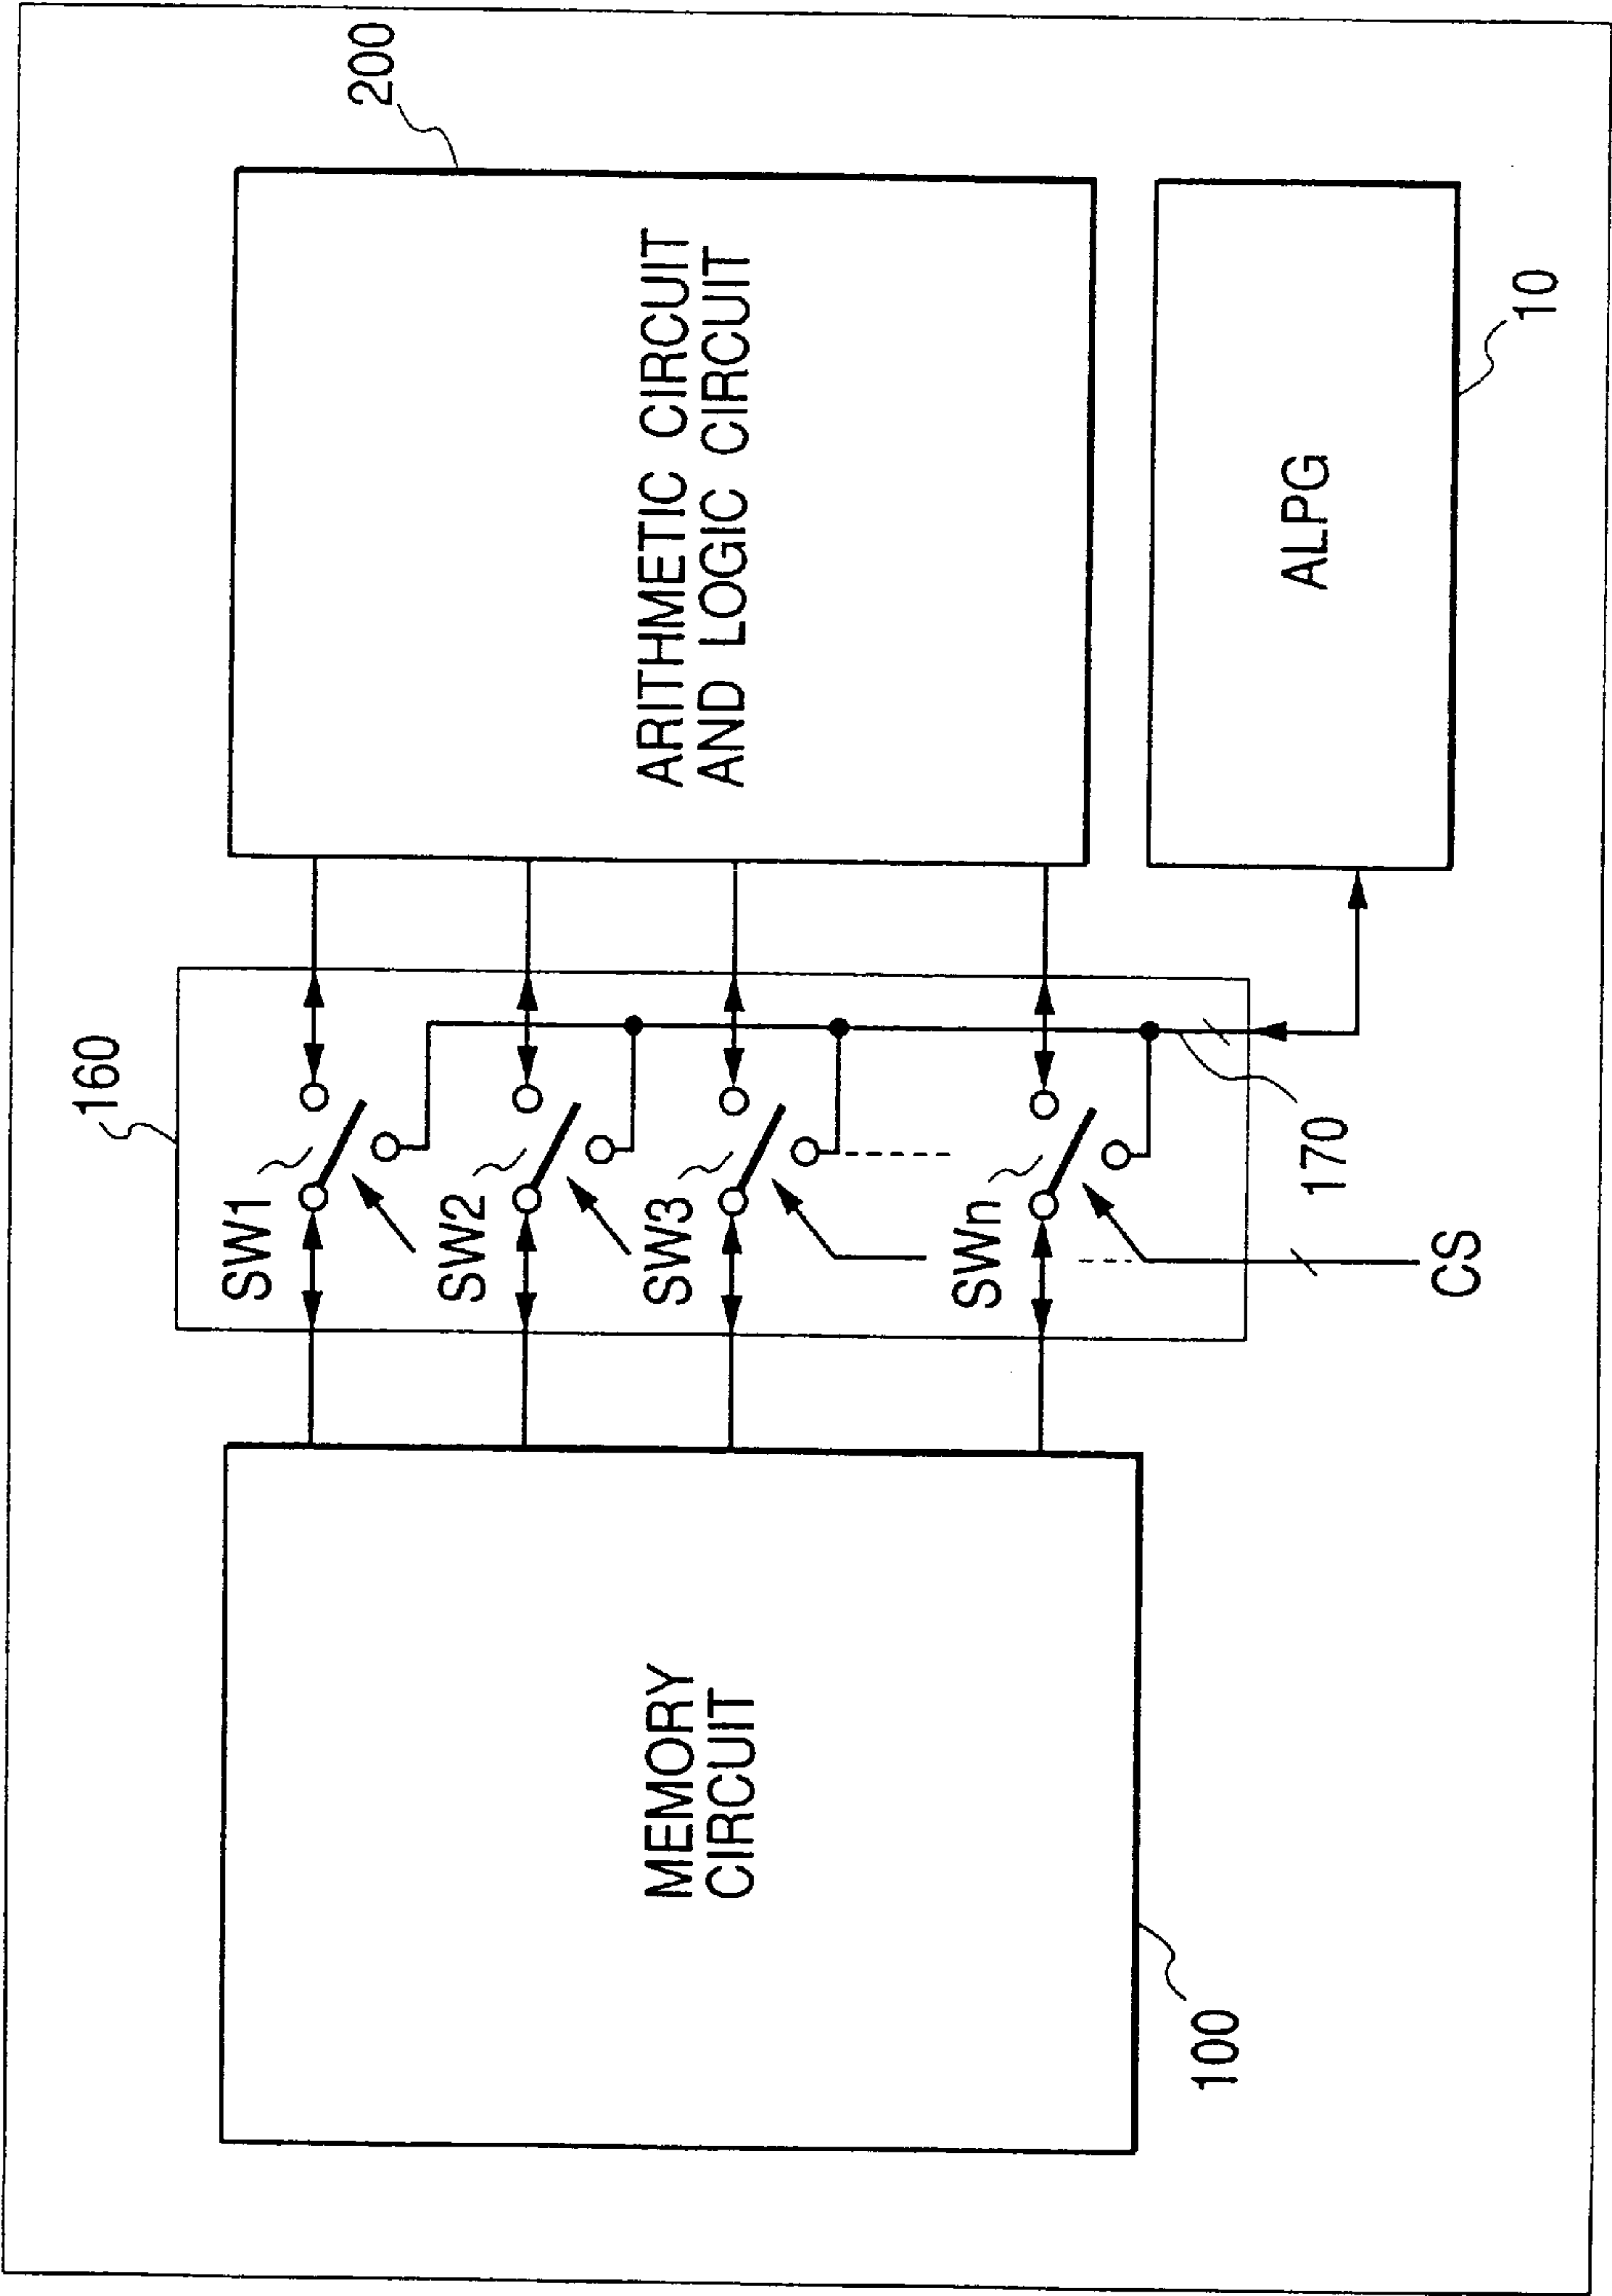 160
200
SW1
SW2
SW3
SWn
CS
170
MEMORY
CIRCUIT
100
ARITHMETIC CIRCUIT
AND LOGIC CIRCUIT
ALPG
10